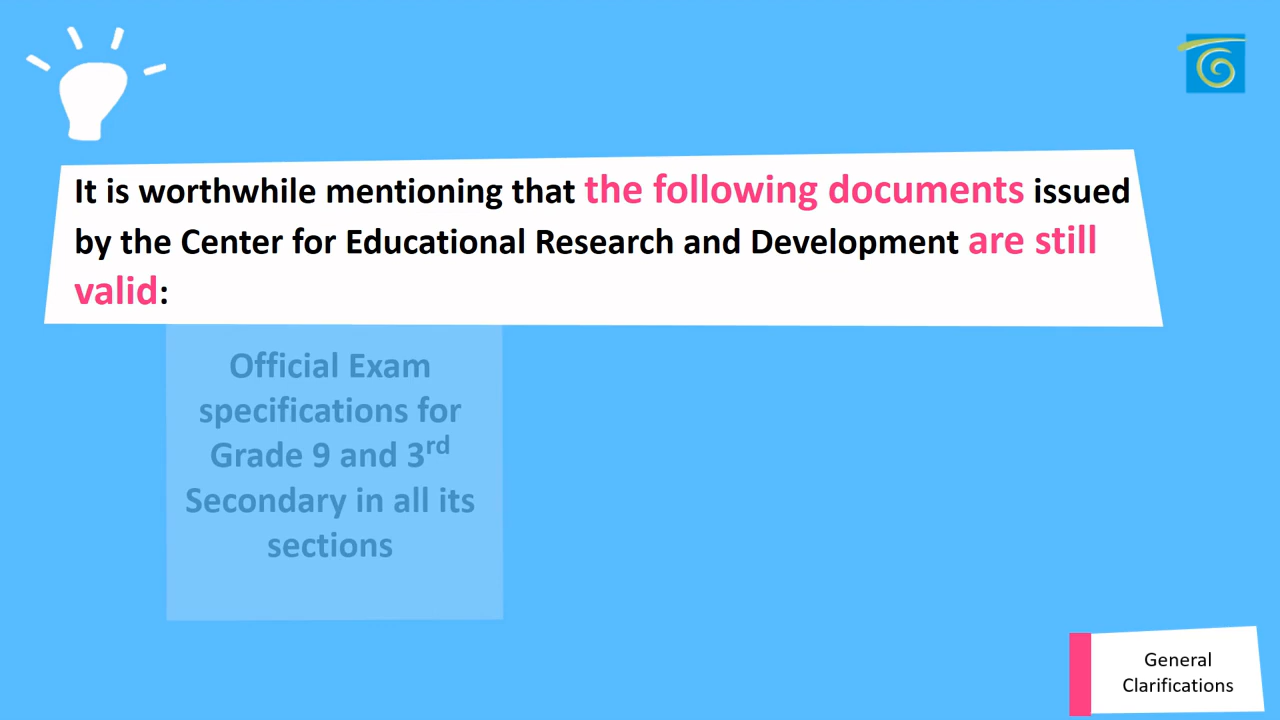 It is worthwhile mentioning that the following documents issued
by the Center for Educational Research and Development are still
valid:
Official Exam
specifications for
Grade 9 and 3rd
Secondary in all its
sections
General
Clarifications